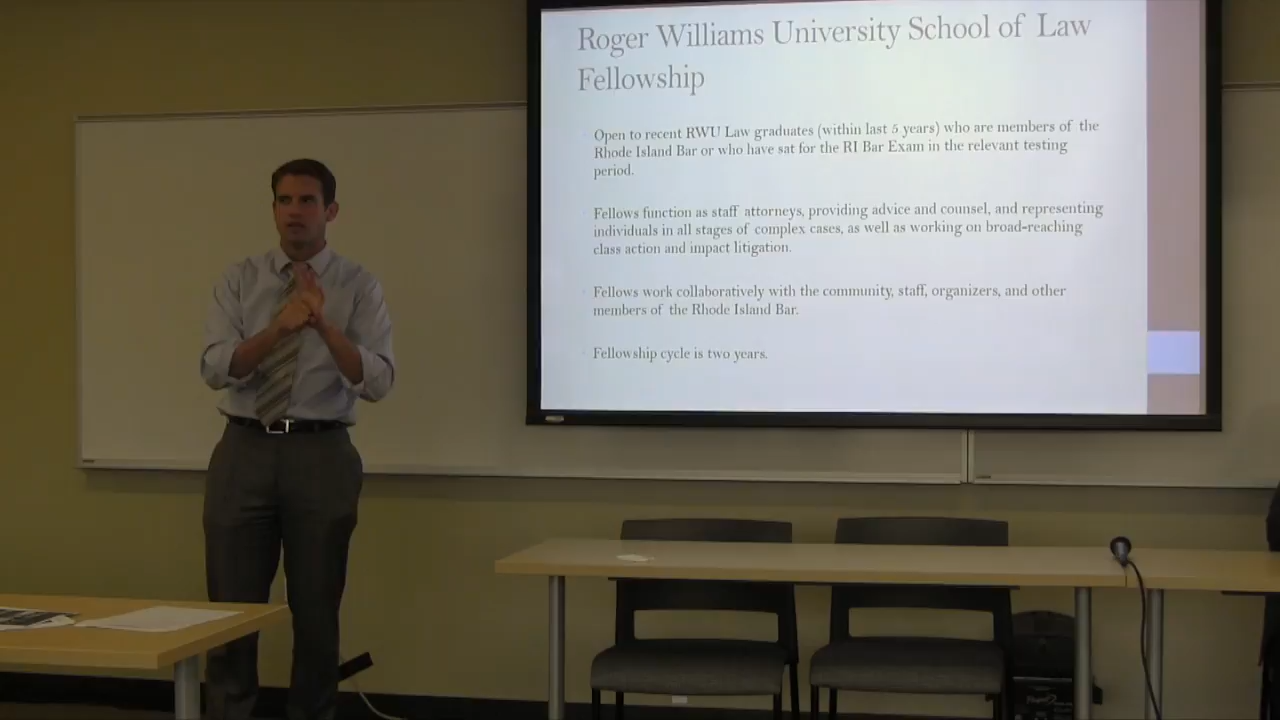 Roger Williams University School of Law
Fellowship
Open to recent RWU Law graduates (within last 5 years) who are members of the
Rhode Island Bar or who have sat for the RI Bar Exam in the relevant testing
period.
Fellows function as staff attorneys, providing advice and counsel, and representing
individuals in all stages of complex cases, as well as working on broad-reaching
class action and impact litigation.
Fellows work collaboratively with the community, staff, organizers, and other
members of the Rhode Island Bar.
Fellowship cycle is two years.